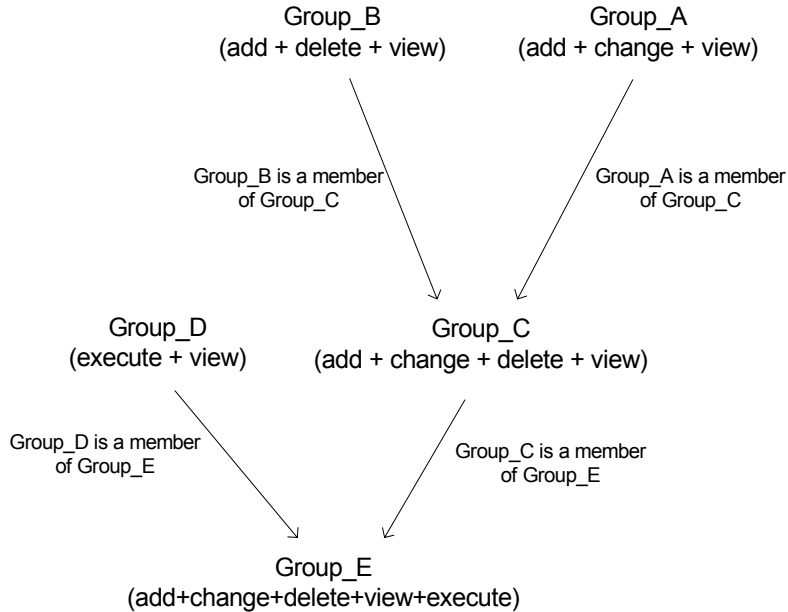 Group_B
(add + delete + view)
Group_A
(add + change + view)
Group_B is a member
of Group_C
Group_A is a member
of Group_C
Group_D
(execute + view)
Group_C
(add + change + delete + view)
Group_D is a member
of Group_E
Group_C is a member
of Group_E
Group_E
(add+change+delete+view+execute)